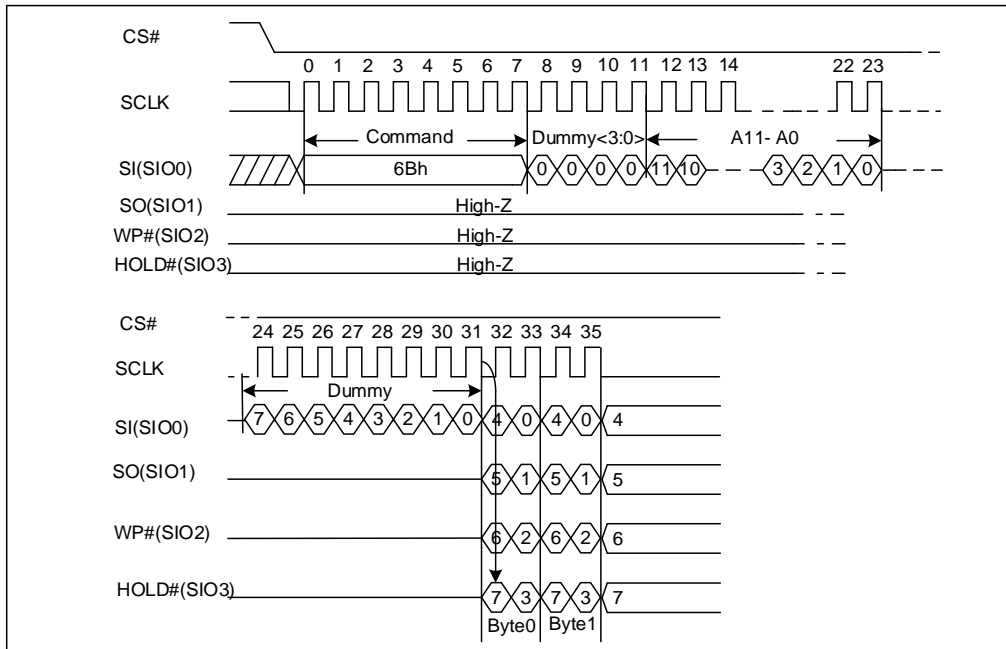 CS#
0 1 2 3 4 5 6 7 8 9 10 11 12 13 14 22 23
SCLK
Command Dummy<3:0> A11- A0
SI(SIO0) 6Bh 0 0 0 0 11 10 3 2 1 0
SO(SIO1) High-Z
WP#(SIO2) High-Z
HOLD#(SIO3) High-Z
CS#
24 25 26 27 28 29 30 31 32 33 34 35
SCLK
Dummy
SI(SIO0) 7 6 5 4 3 2 1 0 4 0 4 0 4
SO(SIO1) 5 1 5 1 5
WP#(SIO2) 6 2 6 2 6
HOLD#(SIO3) 7 3 7 3 7
Byte0 Byte1